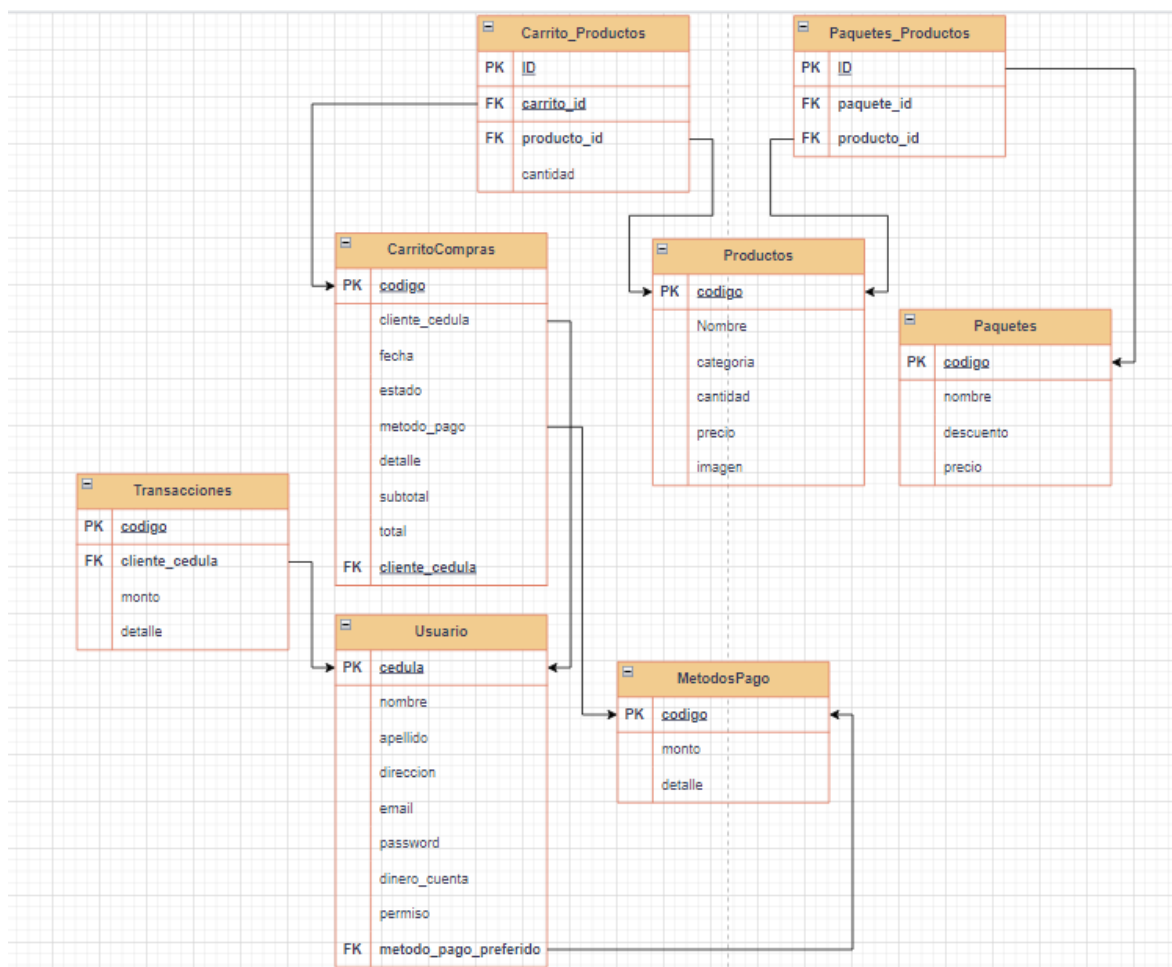 Carrito_Productos
PK ID
FK carrito_id
FK producto_id
cantidad
Paquetes_Productos
PK ID
FK paquete_id
FK producto_id
CarritoCompras
PK codigo
cliente_cedula
fecha
estado
metodo_pago
detalle
subtotal
total
FK cliente_cedula
Productos
PK codigo
Nombre
categoria
cantidad
precio
imagen
Paquetes
PK codigo
nombre
descuento
precio
Transacciones
PK codigo
FK cliente_cedula
monto
detalle
Usuario
PK cedula
nombre
apellido
direccion
email
password
dinero_cuenta
permiso
FK metodo_pago_preferido
MetodosPago
PK codigo
monto
detalle